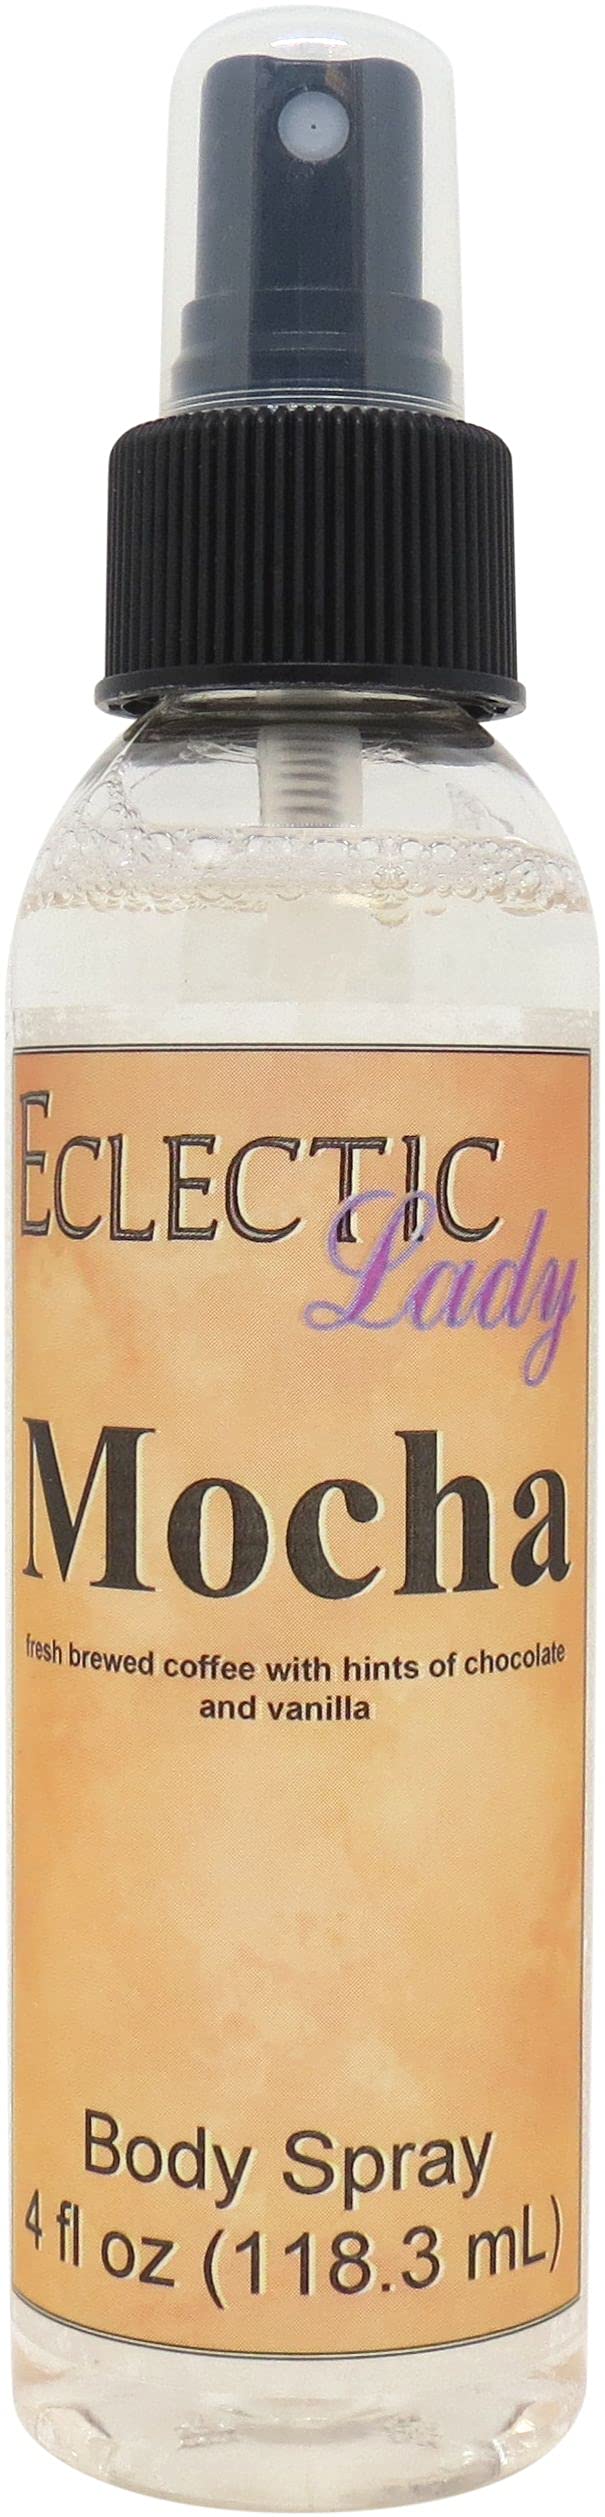 Eclectic
Lady
Mocha
fresh brewed coffee with hints of chocolate
and vanilla
Body Spray
4 fl oz (118.3 mL)